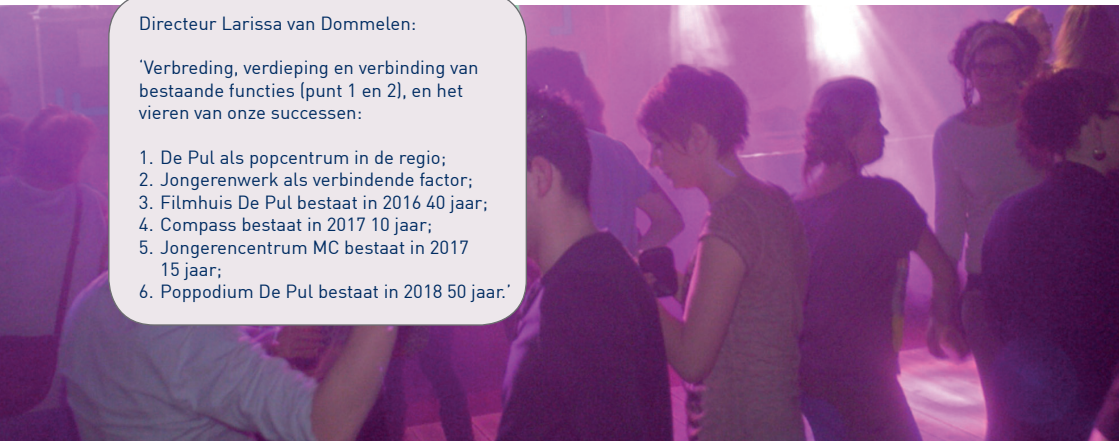 Directeur Larissa van Dommelen:
'Verbreding, verdieping en verbinding van
bestaande functies (punt 1 en 2), en het
vieren van onze successen:
1. De Pul als popcentrum in de regio;
2. Jongerenwerk als verbindende factor;
3. Filmhuis De Pul bestaat in 2016 40 jaar;
4. Compass bestaat in 2017 10 jaar;
5. Jongerencentrum MC bestaat in 2017
15 jaar;
6. Poppodium De Pul bestaat in 2018 50 jaar.'